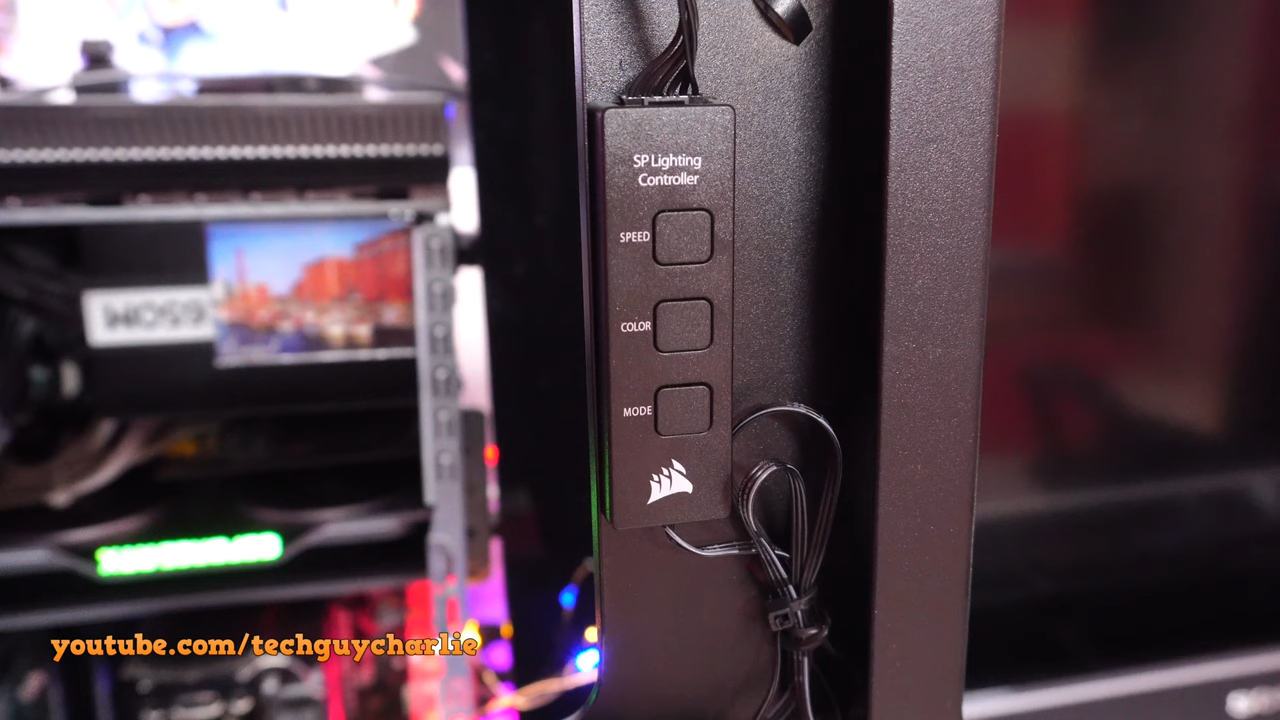 SP Lighting
Controller
SPEED
COLOR
MODE
youtube.com/techguycharlie